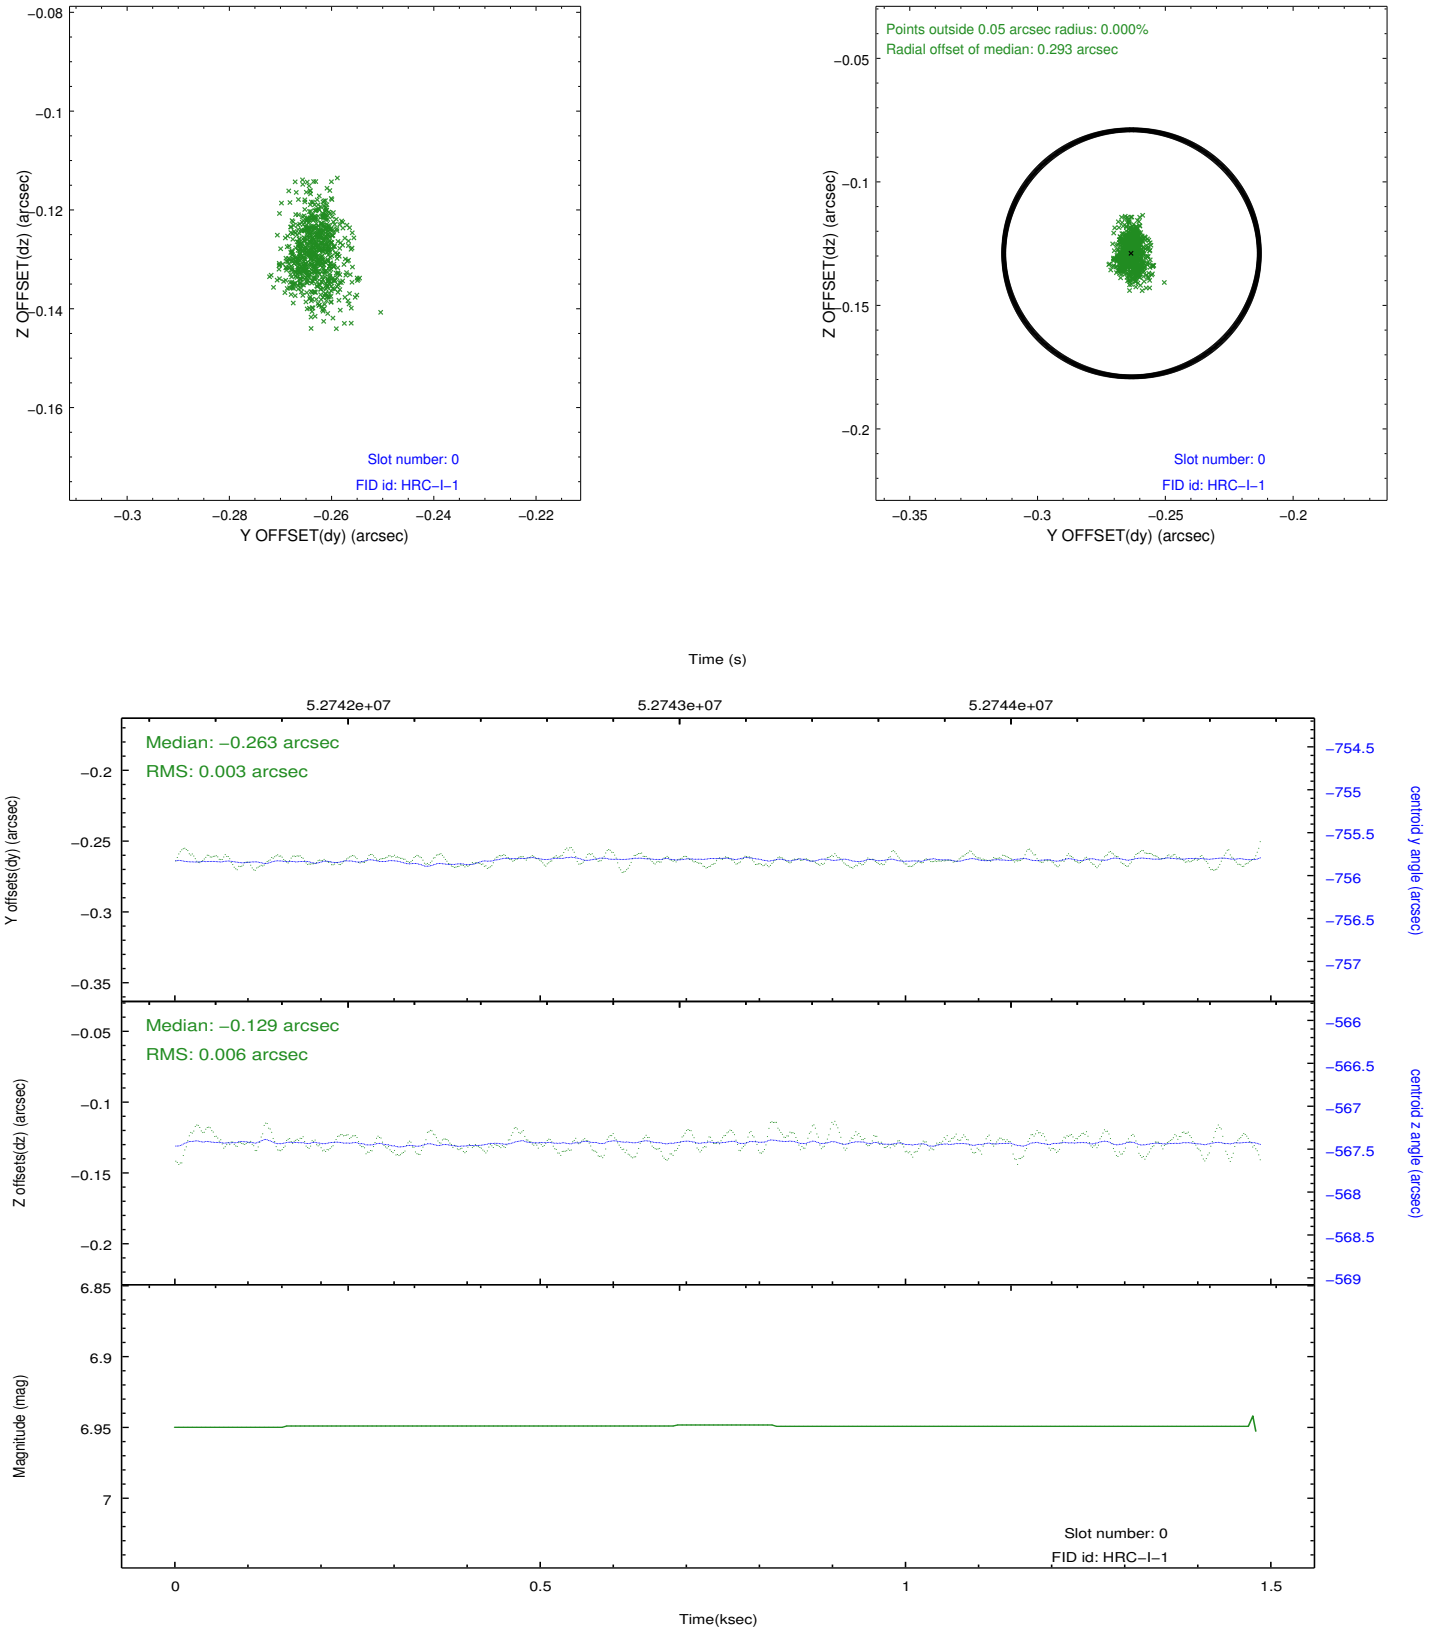 −0.08
−0.1
−0.12
−0.14
−0.16
Z OFFSET(dz) (arcsec)
Slot number: 0
FID id: HRC−I−1
−0.3
−0.28
−0.26
−0.24
−0.22
Y OFFSET(dy) (arcsec)
Points outside 0.05 arcsec radius: 0.000%
Radial offset of median: 0.293 arcsec
−0.05
−0.1
−0.15
−0.2
Z OFFSET(dz) (arcsec)
Slot number: 0
FID id: HRC−I−1
−0.35
−0.3
−0.25
−0.2
Y OFFSET(dy) (arcsec)
Time (s)
5.2742e+07
5.2743e+07
5.2744e+07
Median: −0.263 arcsec
RMS: 0.003 arcsec
−0.2
−0.25
−0.3
−0.35
Y offsets(dy) (arcsec)
−754.5
−755
−755.5
−756
−756.5
−757
centroid y angle (arcsec)
Median: −0.129 arcsec
RMS: 0.006 arcsec
−0.05
−0.1
−0.15
−0.2
Z offsets(dz) (arcsec)
−566
−566.5
−567
−567.5
−568
−568.5
−569
centroid z angle (arcsec)
6.85
6.9
6.95
7
Magnitude (mag)
Slot number: 0
FID id: HRC−I−1
0
0.5
1
1.5
Time(ksec)